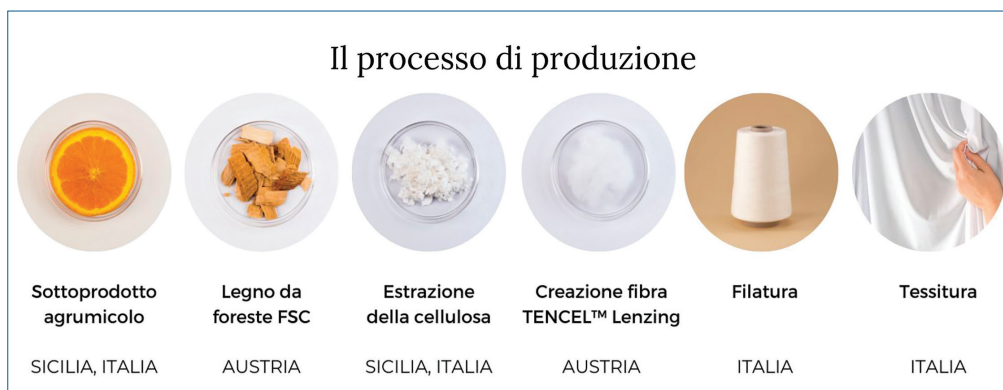 Il processo di produzione
Sottoprodotto
agrumicolo
SICILIA, ITALIA
Legno da
foreste FSC
AUSTRIA
Estrazione
della cellulosa
SICILIA, ITALIA
Creazione fibra
TENCEL™ Lenzing
AUSTRIA
Filatura
ITALIA
Tessitura
ITALIA